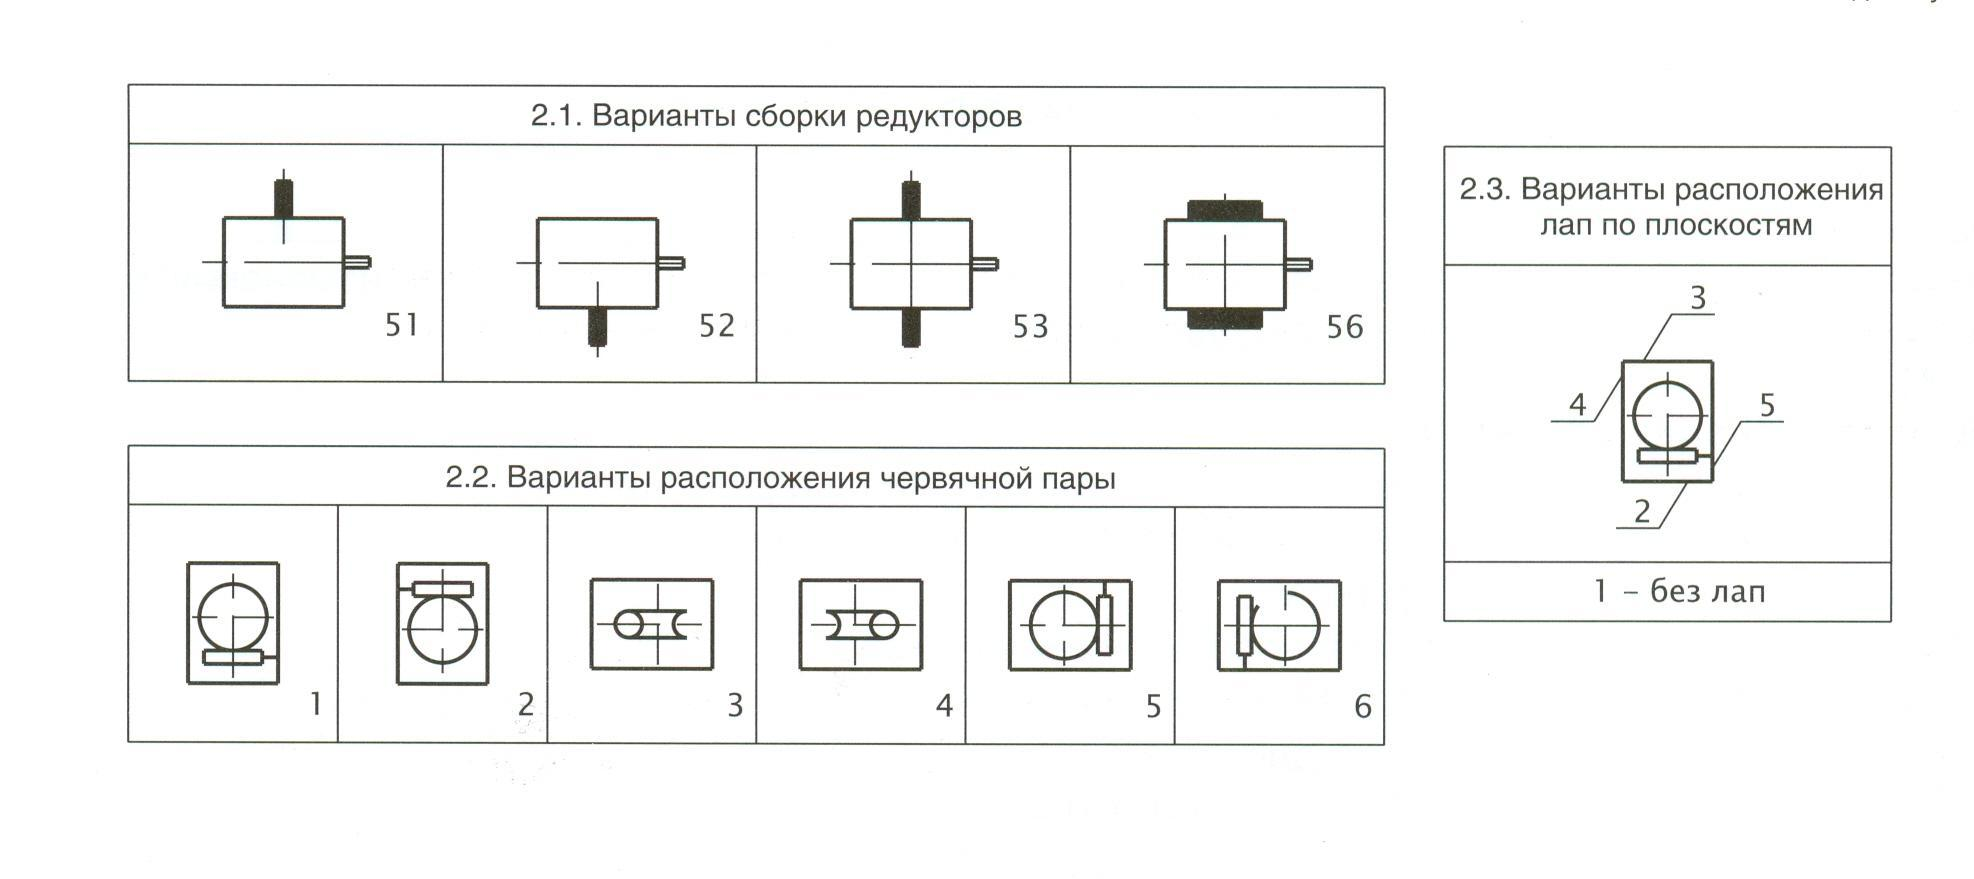 2.1. Варианты сборки редукторов
51
52
53
56
2.2. Варианты расположения червячной пары
1
2
3
4
5
6
2.3. Варианты расположения
лап по плоскостям
3
4
5
2
1 – без лап